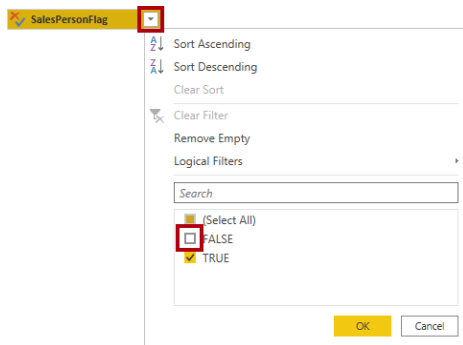 SalesPersonFlag
Sort Ascending
Sort Descending
Clear Sort
Clear Filter
Remove Empty
Logical Filters
Search
(Select All)
FALSE
TRUE
OK Cancel